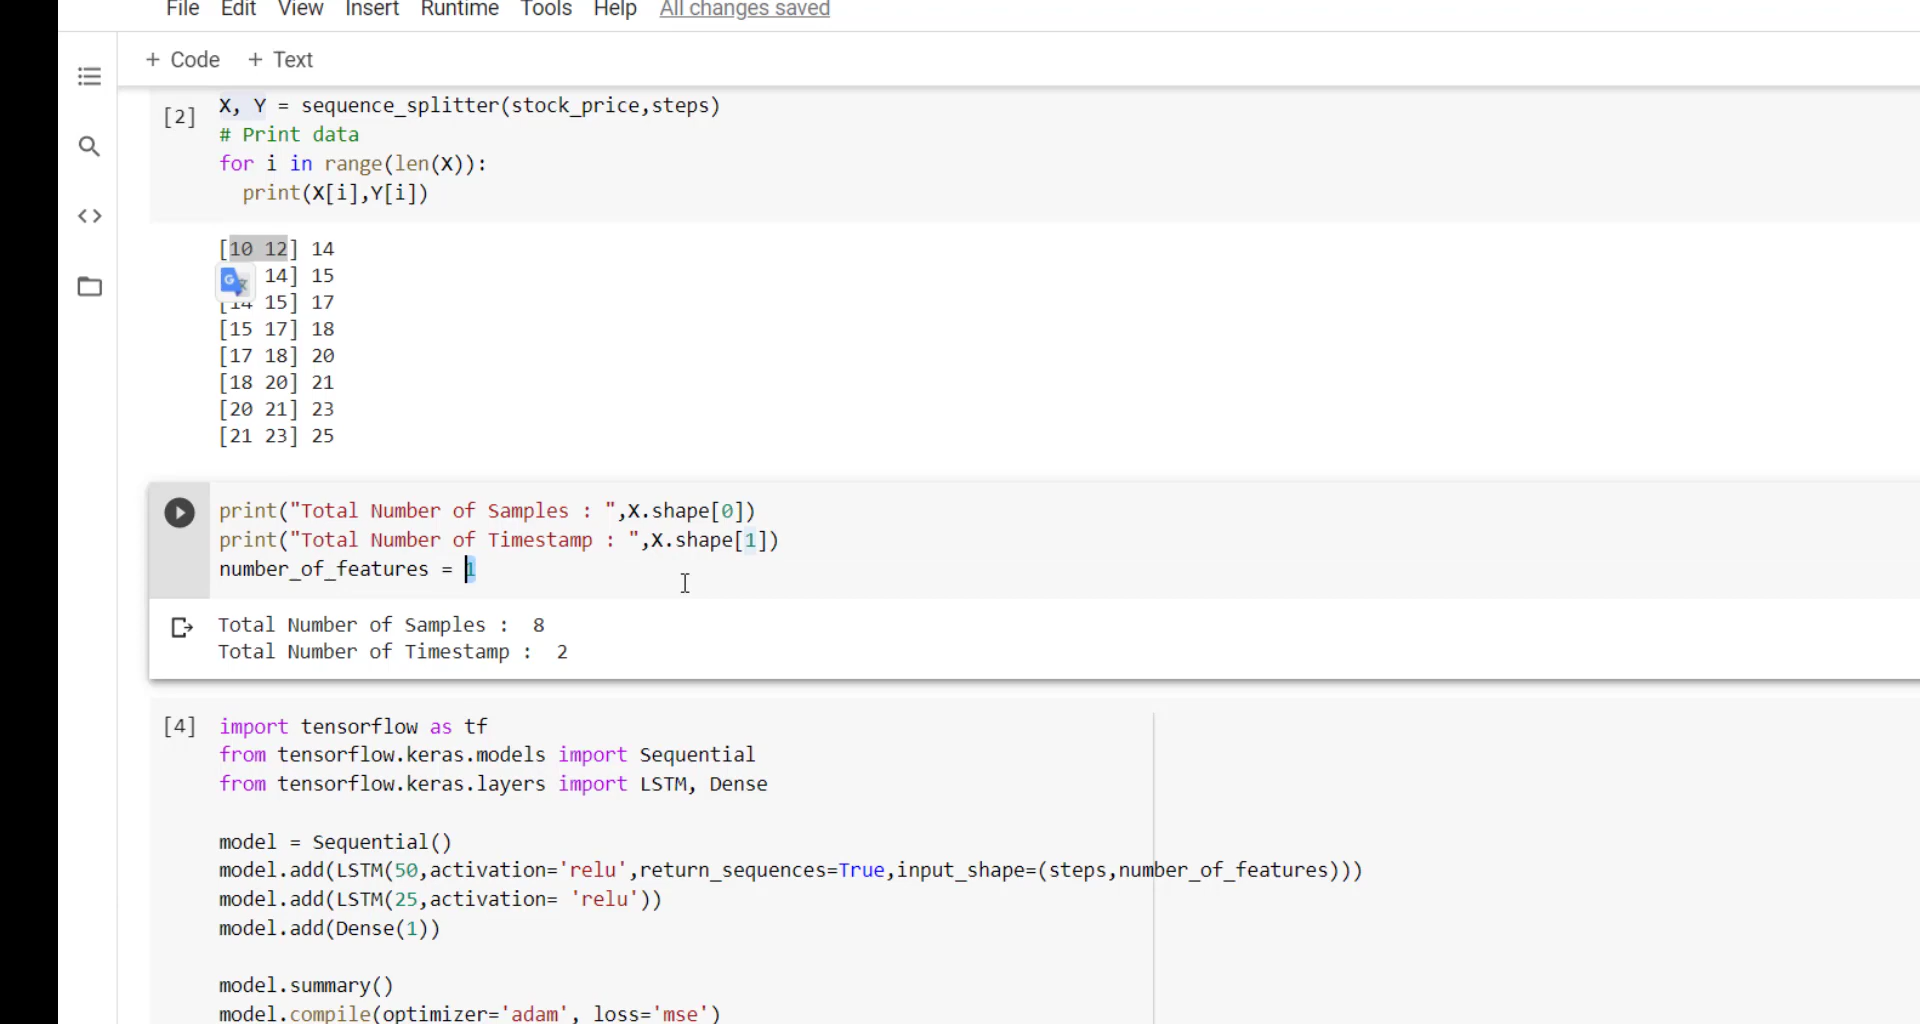 File Edit View Insert Runtime Tools Help All changes saved
+ Code + Text
[2] X, Y = sequence_splitter(stock_price,steps)
# Print data
for i in range(len(X)):
print(X[i],Y[i])
[10 12] 14
14] 15
[14 15] 17
[15 17] 18
[17 18] 20
[18 20] 21
[20 21] 23
[21 23] 25
print("Total Number of Samples : ",X.shape[0])
print("Total Number of Timestamp : ",X.shape[1])
number_of_features = 1
Total Number of Samples : 8
Total Number of Timestamp : 2
[4] import tensorflow as tf
from tensorflow.keras.models import Sequential
from tensorflow.keras.layers import LSTM, Dense
model = Sequential()
model.add(LSTM(50,activation='relu',return_sequences=True,input_shape=(steps,number_of_features)))
model.add(LSTM(25,activation= 'relu'))
model.add(Dense(1))
model.summary()
model.compile(optimizer='adam', loss='mse')